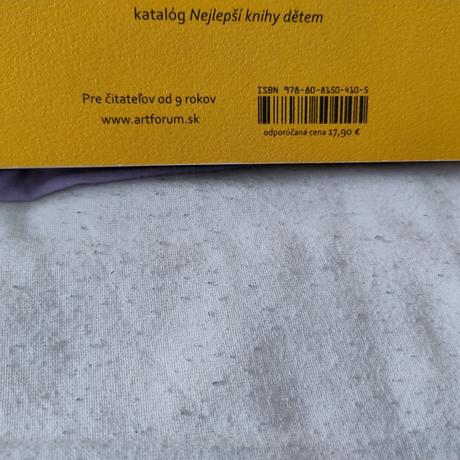 katalóg Nejlepší knihy dětem
Pre čitateľov od 9 rokov
www.artforum.sk
ISBN 978-80-8150-410-5
odporúčaná cena 17,90 €